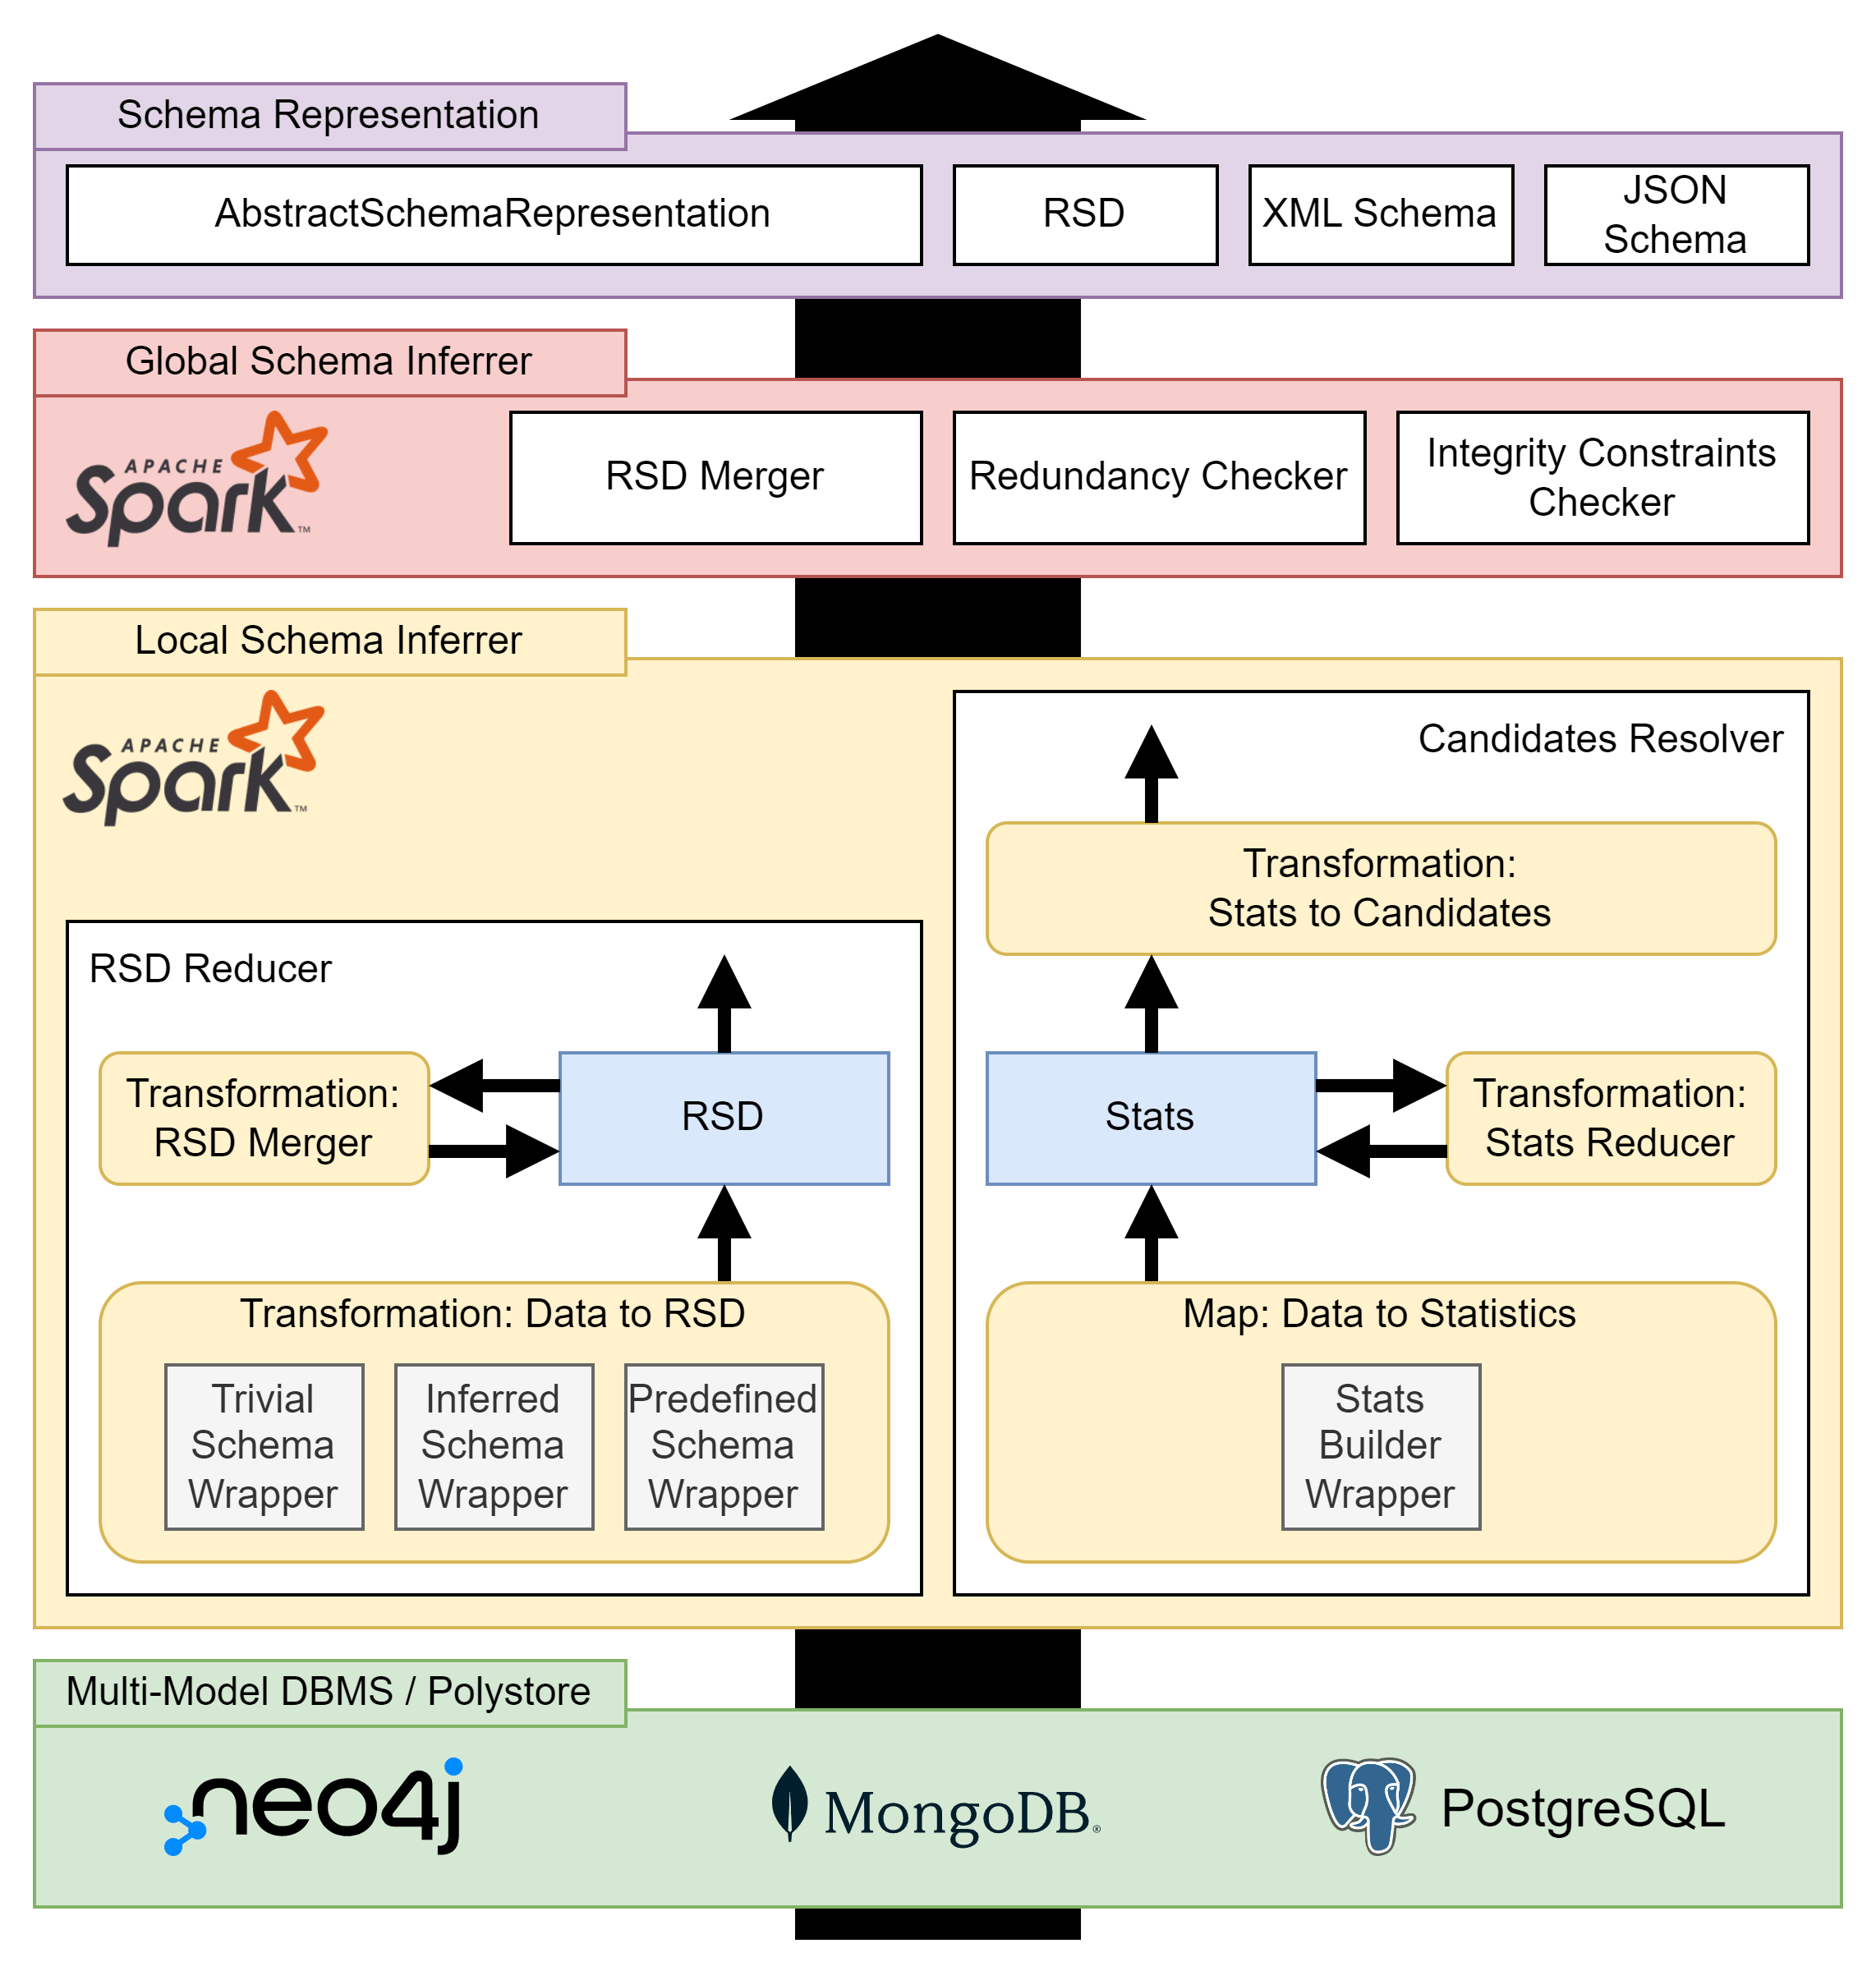 Schema Representation
AbstractSchemaRepresentation
RSD
XML Schema
JSON
Schema
Global Schema Inferrer
APACHE
Spark™
RSD Merger
Redundancy Checker
Integrity Constraints
Checker
Local Schema Inferrer
APACHE
Spark™
RSD Reducer
Transformation:
RSD Merger
RSD
Transformation: Data to RSD
Trivial
Schema
Wrapper
Inferred
Schema
Wrapper
Predefined
Schema
Wrapper
Candidates Resolver
Transformation:
Stats to Candidates
Stats
Transformation:
Stats Reducer
Map: Data to Statistics
Stats
Builder
Wrapper
Multi-Model DBMS / Polystore
neo4j
MongoDB®
PostgreSQL